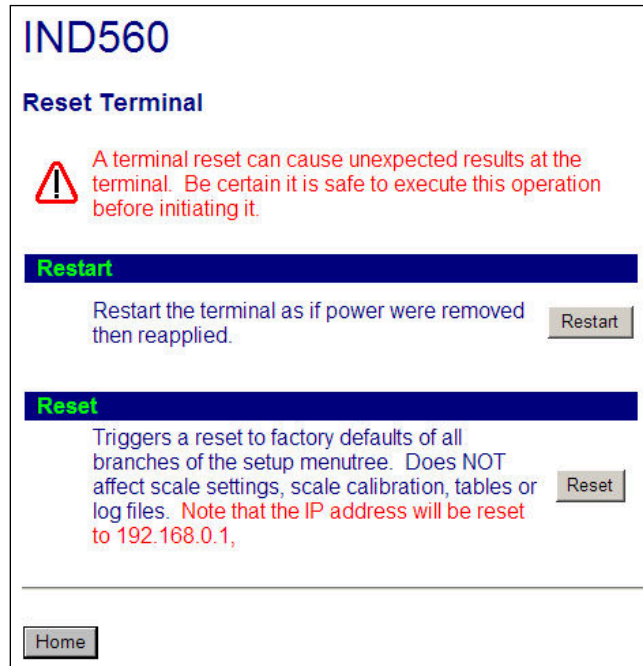 IND560
Reset Terminal
A terminal reset can cause unexpected results at the
terminal. Be certain it is safe to execute this operation
before initiating it.
Restart
Restart the terminal as if power were removed
then reapplied.
Restart
Reset
Triggers a reset to factory defaults of all
branches of the setup menutree. Does NOT
affect scale settings, scale calibration, tables or
log files. Note that the IP address will be reset
to 192.168.0.1,
Reset
Home